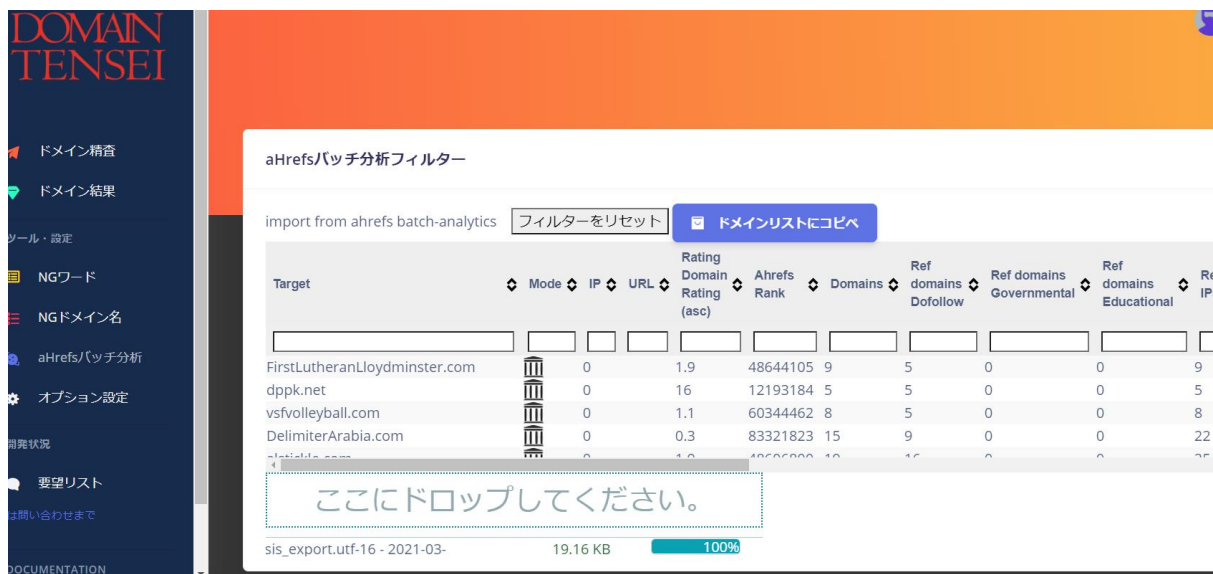 DOMAIN
TENSEI
ドメイン精査
ドメイン結果
ツール・設定
NGワード
NGドメイン名
aHrefsバッチ分析
オプション設定
開発状況
要望リスト
は問い合わせまで
DOCUMENTATION
aHrefsバッチ分析フィルター
import from ahrefs batch-analytics フィルターをリセット ドメインリストにコピペ
Target Mode IP URL Rating Domain Rating (asc) Ahrefs Rank Domains Ref domains Dofollow Ref domains Governmental Ref domains Educational Re IP
FirstLutheranLloydminster.com 0 1.9 48644105 9 5 0 0 9
dppk.net 0 16 12193184 5 5 0 0 5
vsfvolleyball.com 0 1.1 60344462 8 5 0 0 8
DelimiterArabia.com 0 0.3 83321823 15 9 0 0 22
ここにドロップしてください。
sis_export.utf-16 - 2021-03- 19.16 KB 100%